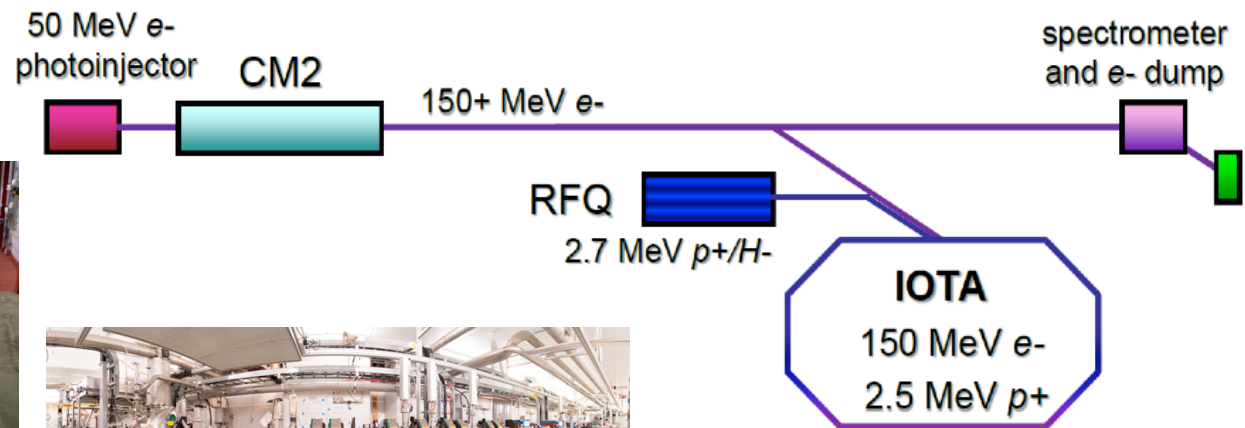 50 MeV e-
photoinjector
CM2
150+ MeV e-
spectrometer
and e- dump
RFQ
2.7 MeV p+/H-
IOTA
150 MeV e-
2.5 MeV p+